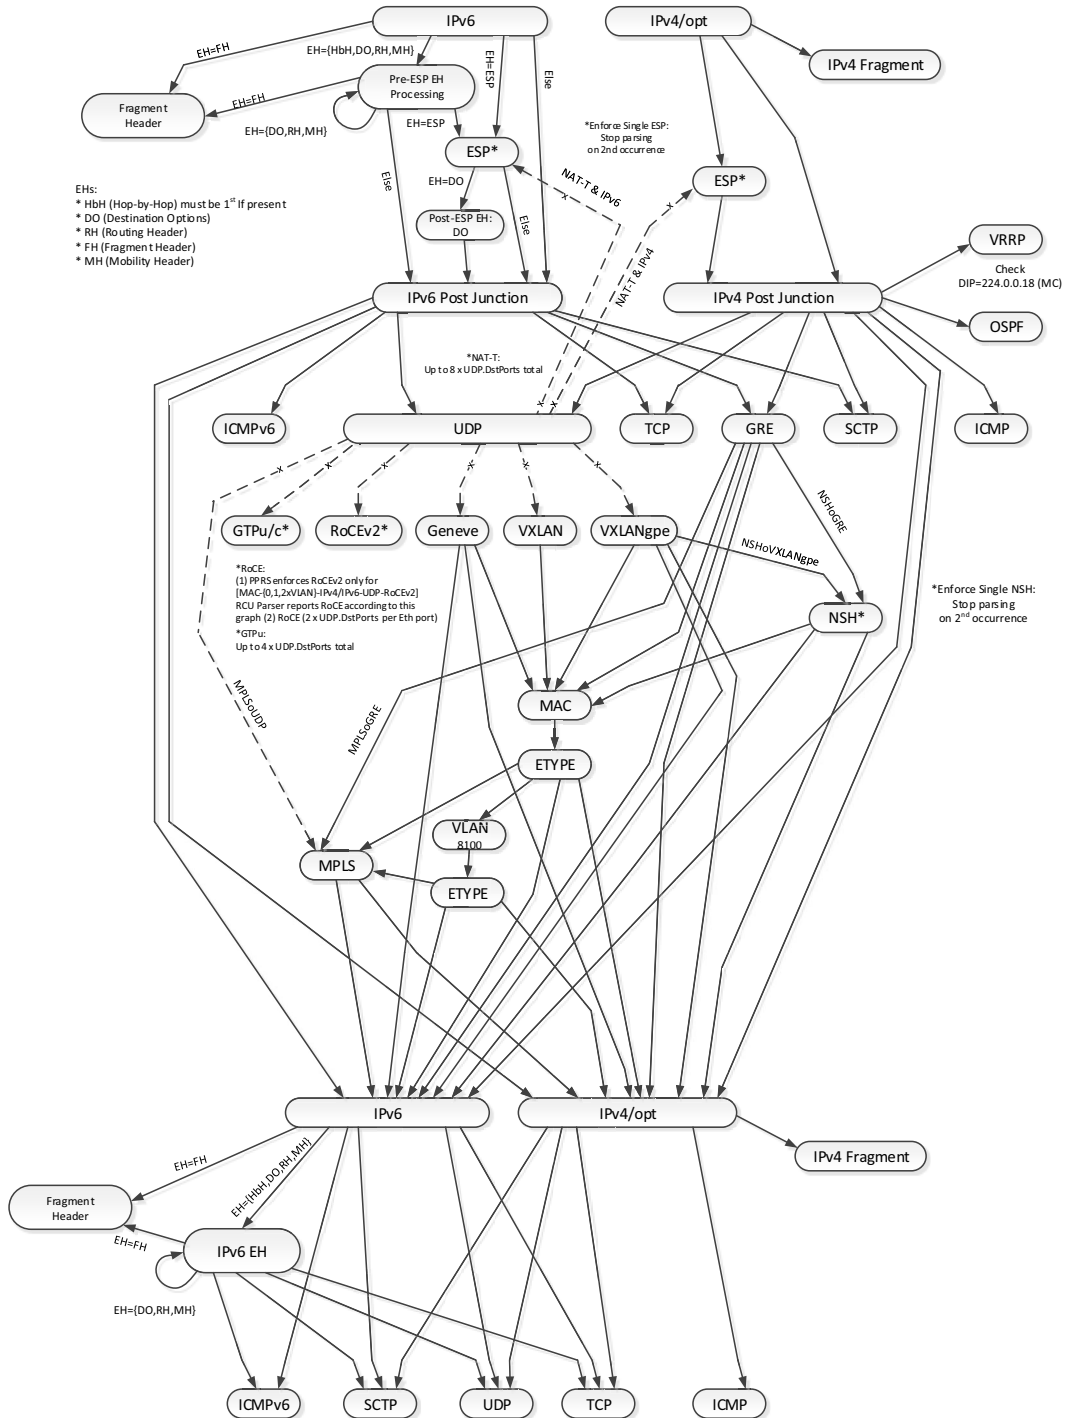 IPv6
IPv4/opt
EH=FH
EH={HbH,DO,RH,MH}
EH=ESP
Else
IPv4 Fragment
Pre-ESP EH
Processing
Fragment
Header
EH=FH
EH={DO,RH,MH}
EH=ESP
*Enforce Single ESP:
Stop parsing
on 2nd occurrence
ESP*
NAT-T & IPv6
x
ESP*
x
Else
EH=DO
EHs:
* HbH (Hop-by-Hop) must be 1st If present
* DO (Destination Options)
* RH (Routing Header)
* FH (Fragment Header)
* MH (Mobility Header)
Post-ESP EH:
DO
Else
NAT-T & IPv4
VRRP
Check
DIP=224.0.0.18 (MC)
IPv6 Post Junction
IPv4 Post Junction
OSPF
*NAT-T:
Up to 8 x UDP.DstPorts total
x
x
ICMPv6
UDP
TCP
GRE
SCTP
ICMP
x
x
x
x
x
x
NSHoGRE
GTPu/c*
RoCEv2*
Geneve
VXLAN
VXLANgpe
NSHoVXLANgpe
*RoCE:
(1) PPRS enforces RoCEv2 only for
[MAC-{0,1,2xVLAN}-IPv4/IPv6-UDP-RoCEv2]
RCU Parser reports RoCE according to this
graph (2) RoCE (2 x UDP.DstPorts per Eth port)
*GTPu:
Up to 4 x UDP.DstPorts total
NSH*
*Enforce Single NSH:
Stop parsing
on 2nd occurrence
MPLSoUDP
MPLSoGRE
MAC
ETYPE
VLAN
8100
MPLS
ETYPE
IPv6
IPv4/opt
EH=FH
EH={HbH,DO,RH,MH}
IPv4 Fragment
Fragment
Header
EH=FH
IPv6 EH
EH={DO,RH,MH}
ICMPv6
SCTP
UDP
TCP
ICMP